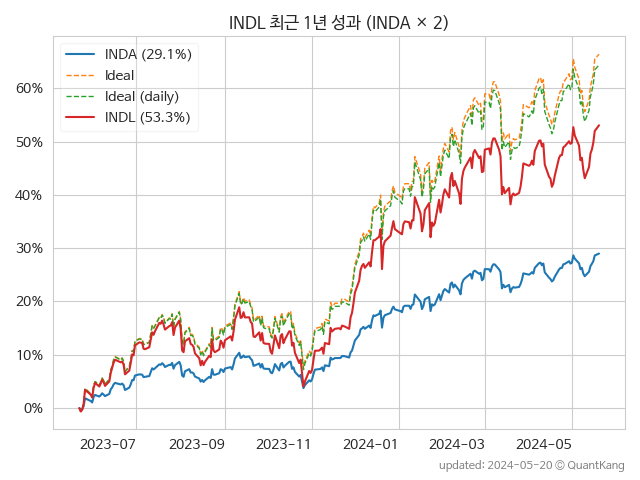 INDL 최근 1년 성과 (INDA × 2)
INDA (29.1%)
Ideal
Ideal (daily)
INDL (53.3%)
60%
50%
40%
30%
20%
10%
0%
2023-07 2023-09 2023-11 2024-01 2024-03 2024-05
updated: 2024-05-20 © QuantKang